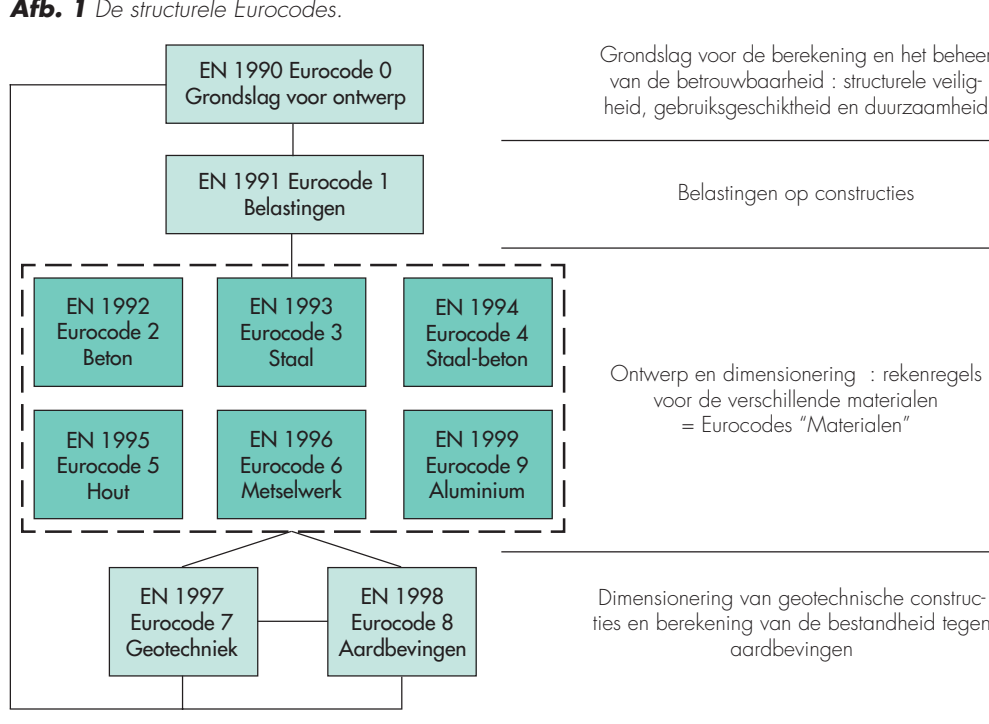 Afb. 1 De structurele Eurocodes.
EN 1990 Eurocode 0
Grondslag voor ontwerp
Grondslag voor de berekening en het beheer
van de betrouwbaarheid : structurele veilig-
heid, gebruiksgeschiktheid en duurzaamheid
EN 1991 Eurocode 1
Belastingen
Belastingen op constructies
EN 1992
Eurocode 2
Beton
EN 1993
Eurocode 3
Staal
EN 1994
Eurocode 4
Staal-beton
EN 1995
Eurocode 5
Hout
EN 1996
Eurocode 6
Metselwerk
EN 1999
Eurocode 9
Aluminium
Ontwerp en dimensionering : rekenregels
voor de verschillende materialen
= Eurocodes “Materialen”
EN 1997
Eurocode 7
Geotechniek
EN 1998
Eurocode 8
Aardbevingen
Dimensionering van geotechnische construc-
ties en berekening van de bestandheid tegen
aardbevingen